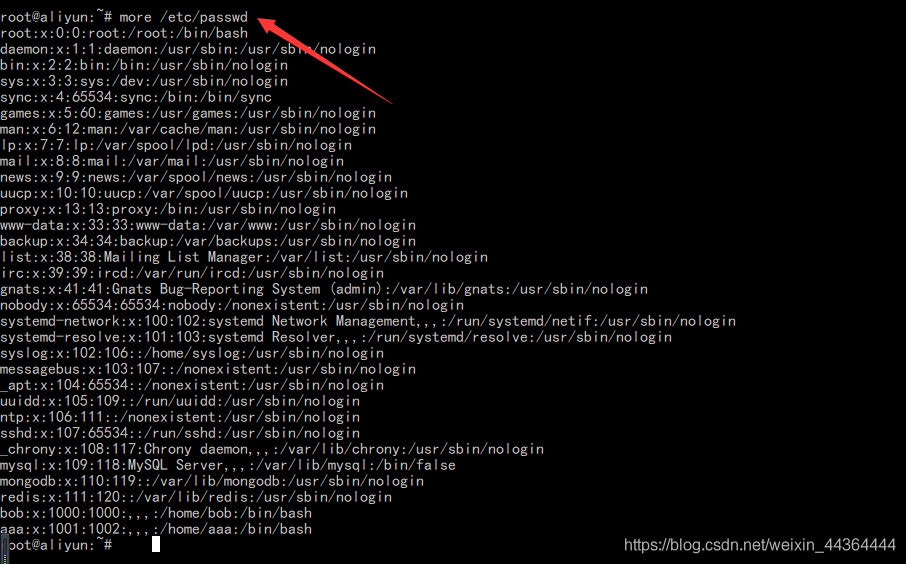 root@aliyun:~# more /etc/passwd
root:x:0:0:root:/root:/bin/bash
daemon:x:1:1:daemon:/usr/sbin:/usr/sbin/nologin
bin:x:2:2:bin:/bin:/usr/sbin/nologin
sys:x:3:3:sys:/dev:/usr/sbin/nologin
sync:x:4:65534:sync:/bin:/bin/sync
games:x:5:60:games:/usr/games:/usr/sbin/nologin
man:x:6:12:man:/var/cache/man:/usr/sbin/nologin
lp:x:7:7:lp:/var/spool/lpd:/usr/sbin/nologin
mail:x:8:8:mail:/var/mail:/usr/sbin/nologin
news:x:9:9:news:/var/spool/news:/usr/sbin/nologin
uucp:x:10:10:uucp:/var/spool/uucp:/usr/sbin/nologin
proxy:x:13:13:proxy:/bin:/usr/sbin/nologin
www-data:x:33:33:www-data:/var/www:/usr/sbin/nologin
backup:x:34:34:backup:/var/backups:/usr/sbin/nologin
list:x:38:38:Mailing List Manager:/var/list:/usr/sbin/nologin
irc:x:39:39:ircd:/var/run/ircd:/usr/sbin/nologin
gnats:x:41:41:Gnats Bug-Reporting System (admin):/var/lib/gnats:/usr/sbin/nologin
nobody:x:65534:65534:nobody:/nonexistent:/usr/sbin/nologin
systemd-network:x:100:102:systemd Network Management,,,:/run/systemd/netif:/usr/sbin/nologin
systemd-resolve:x:101:103:systemd Resolver,,,:/run/systemd/resolve:/usr/sbin/nologin
syslog:x:102:106::/home/syslog:/usr/sbin/nologin
messagebus:x:103:107::/nonexistent:/usr/sbin/nologin
_apt:x:104:65534::/nonexistent:/usr/sbin/nologin
uuidd:x:105:109::/run/uuidd:/usr/sbin/nologin
ntp:x:106:111::/nonexistent:/usr/sbin/nologin
sshd:x:107:65534::/run/sshd:/usr/sbin/nologin
_chrony:x:108:117:Chrony daemon,,,:/var/lib/chrony:/usr/sbin/nologin
mysql:x:109:118:MySQL Server,,,:/var/lib/mysql:/bin/false
mongodb:x:110:119::/var/lib/mongodb:/usr/sbin/nologin
redis:x:111:120::/var/lib/redis:/usr/sbin/nologin
bob:x:1000:1000:,,,:/home/bob:/bin/bash
aaa:x:1001:1002:,,,:/home/aaa:/bin/bash
root@aliyun:~#
https://blog.csdn.net/weixin_44364444